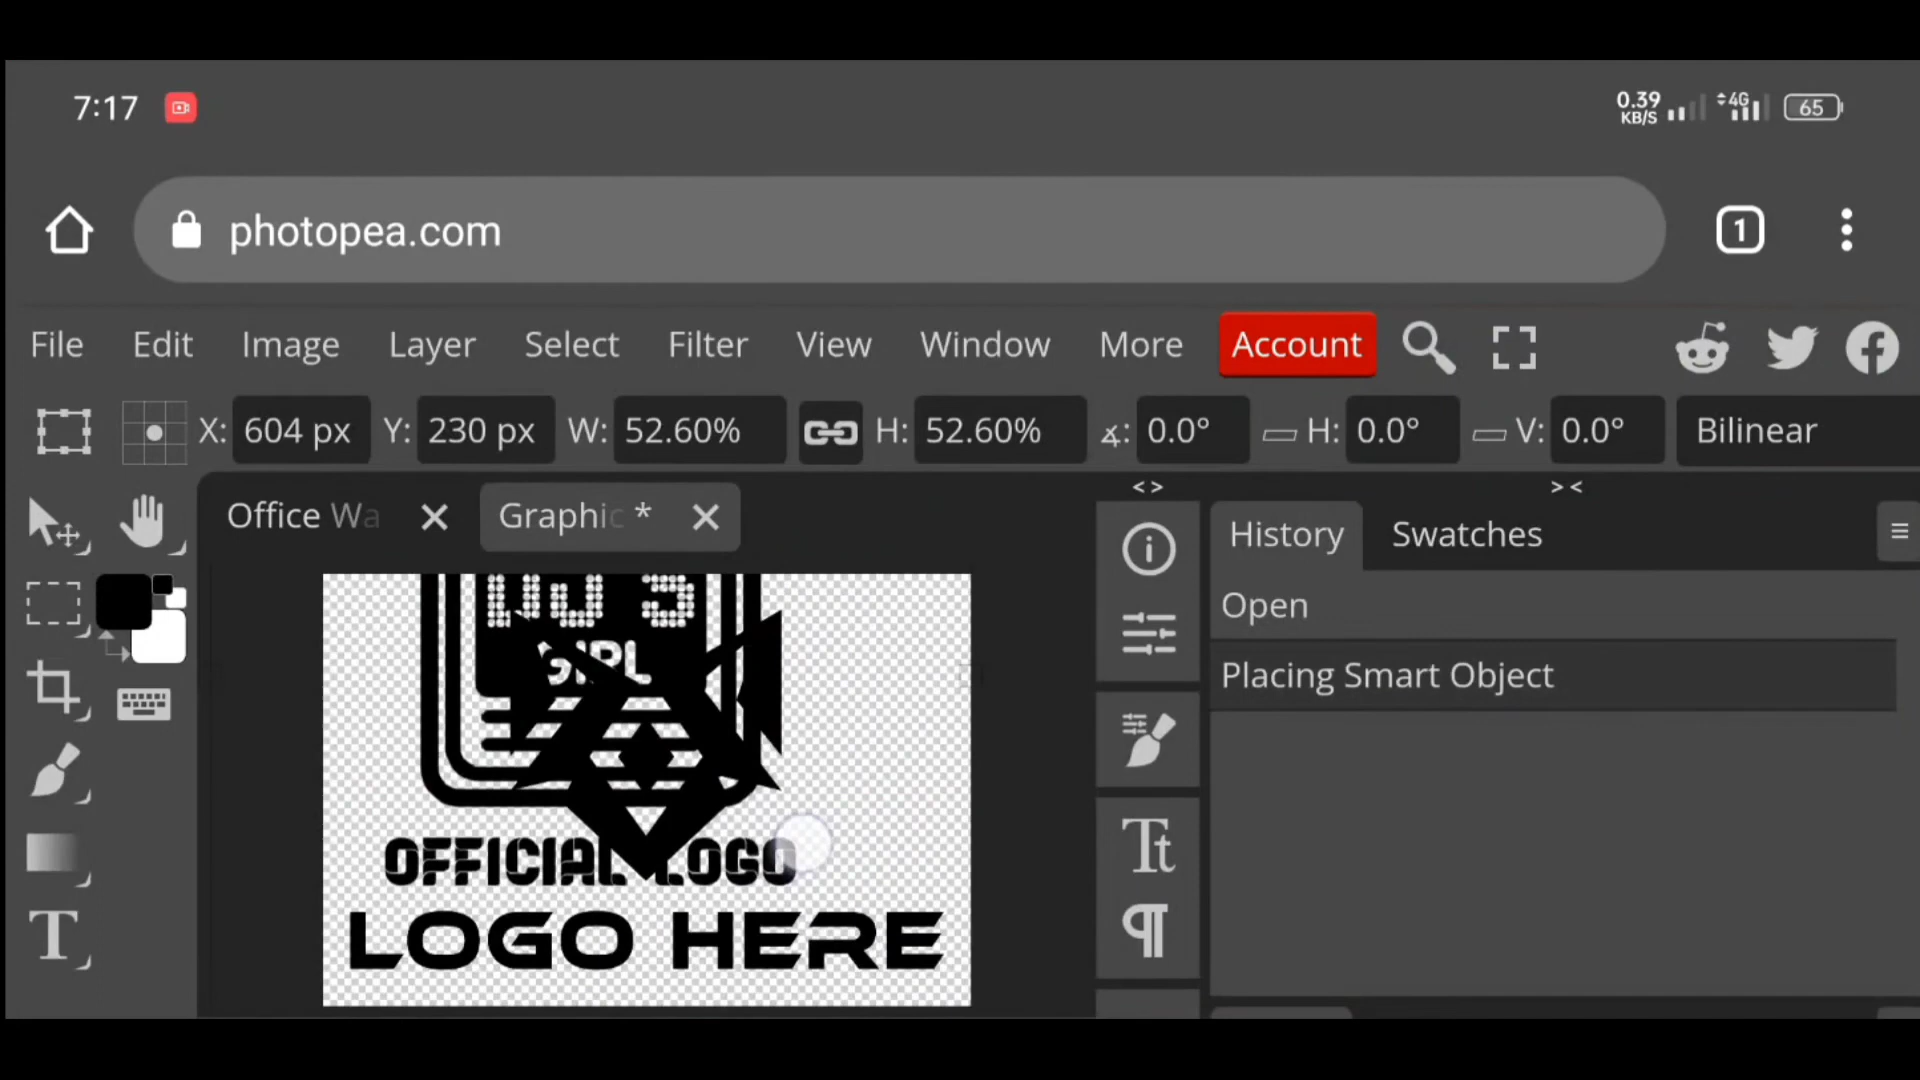 7:17
0.39 KB/S 4G 65
photopea.com 1
File Edit Image Layer Select Filter View Window More Account
X: 604 px Y: 230 px W: 52.60% H: 52.60% ∡: 0.0° H: 0.0° V: 0.0° Bilinear
< > > <
Office Wa Graphic *
History Swatches
Open
Placing Smart Object
GIRL
OFFICIAL LOGO
LOGO HERE